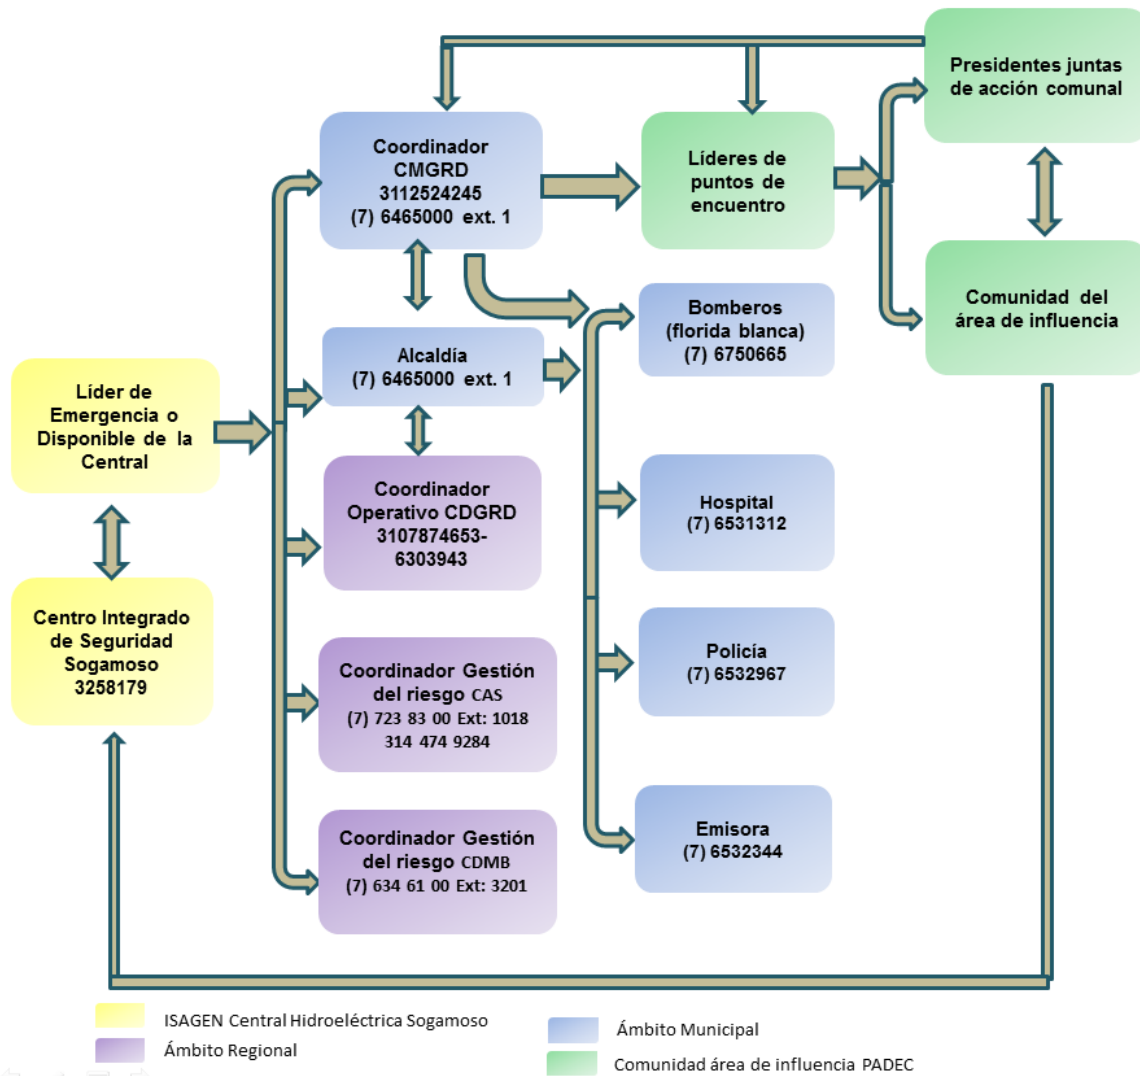 Presidentes juntas
de acción comunal
Coordinador
CMGRD
3112524245
(7) 6465000 ext. 1
Líderes de
puntos de
encuentro
Comunidad del
área de influencia
Bomberos
(florida blanca)
(7) 6750665
Alcaldía
(7) 6465000 ext. 1
Líder de
Emergencia o
Disponible de la
Central
Coordinador
Operativo CDGRD
3107874653-
6303943
Hospital
(7) 6531312
Centro Integrado
de Seguridad
Sogamoso
3258179
Policía
(7) 6532967
Coordinador Gestión
del riesgo CAS
(7) 723 83 00 Ext: 1018
314 474 9284
Emisora
(7) 6532344
Coordinador Gestión
del riesgo CDMB
(7) 634 61 00 Ext: 3201
ISAGEN Central Hidroeléctrica Sogamoso
Ámbito Regional
Ámbito Municipal
Comunidad área de influencia PADEC